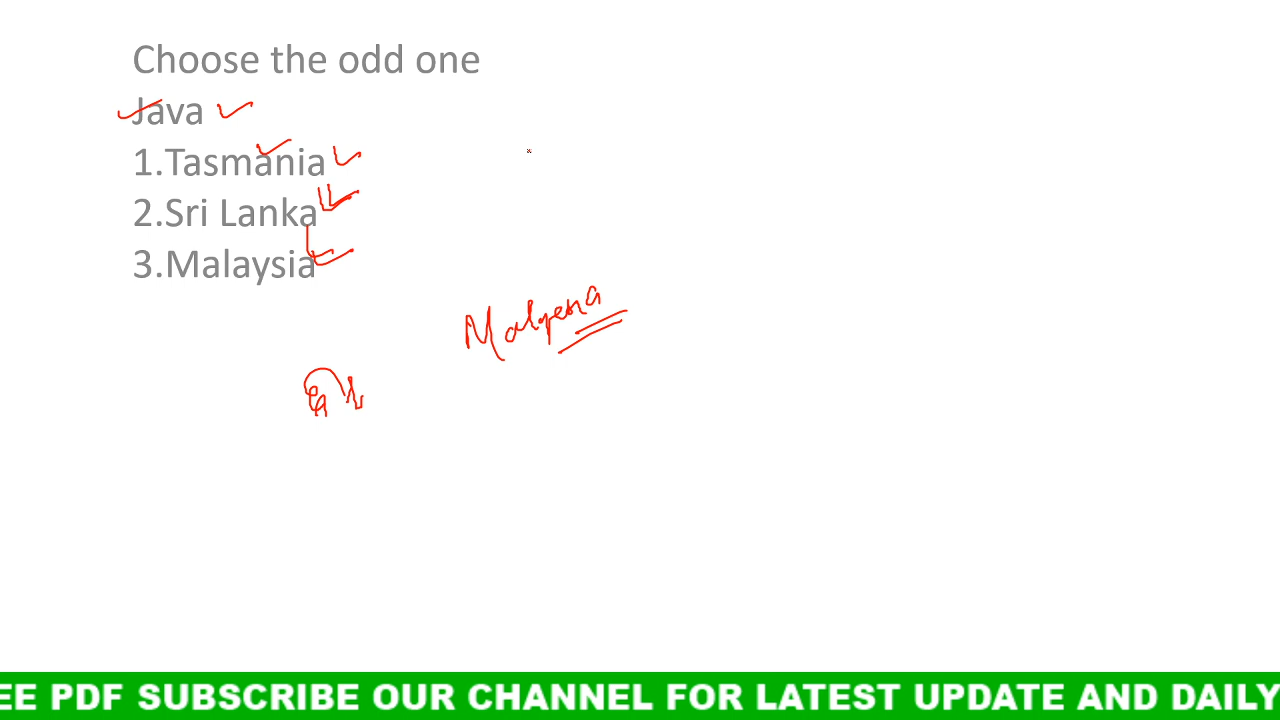 Choose the odd one
Java
1.Tasmania
2.Sri Lanka
3.Malaysia
EE PDF SUBSCRIBE OUR CHANNEL FOR LATEST UPDATE AND DAILY